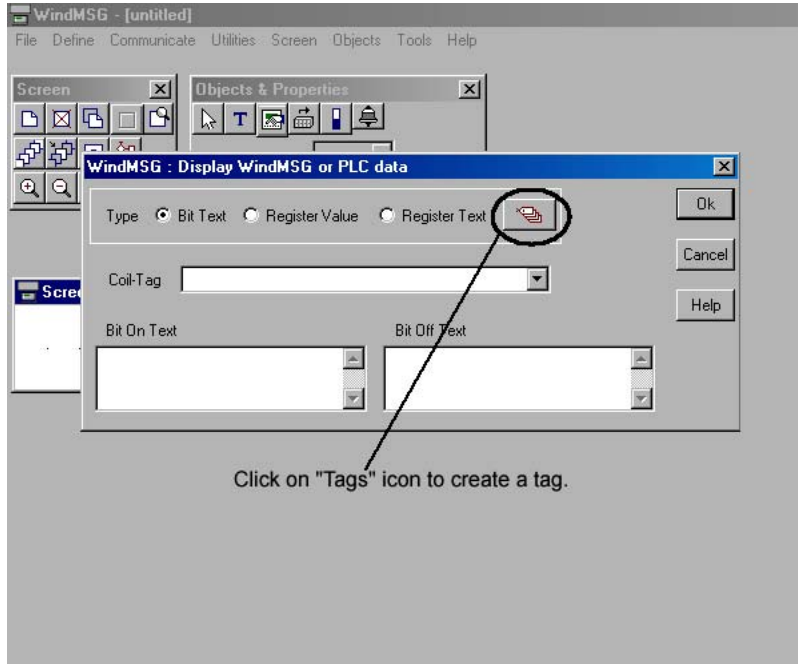 WindMSG - [untitled]
File Define Communicate Utilities Screen Objects Tools Help
Screen
Objects & Properties
T
WindMSG : Display WindMSG or PLC data
Type Bit Text Register Value Register Text
Ok
Coil-Tag
Cancel
Help
Bit On Text Bit Off Text
Click on "Tags" icon to create a tag.